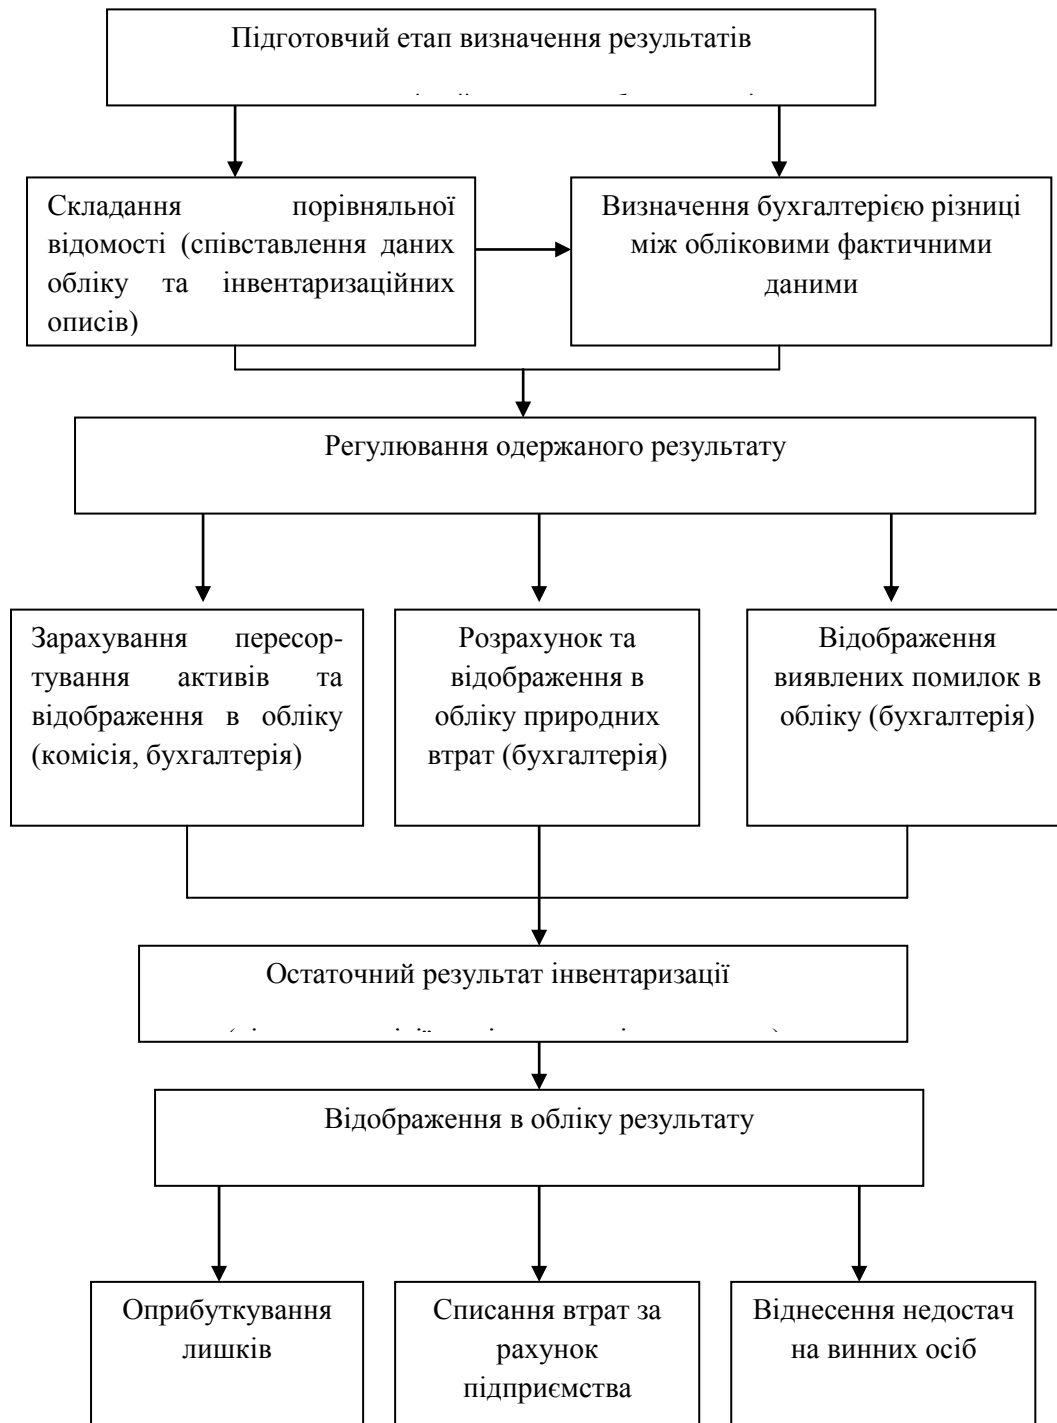 Підготовчий етап визначення результатів
Складання порівняльної
відомості (співставлення даних
обліку та інвентаризаційних
описів)
Визначення бухгалтерією різниці
між обліковими фактичними
даними
Регулювання одержаного результату
Зарахування пересор-
тування активів та
відображення в обліку
(комісія, бухгалтерія)
Розрахунок та
відображення в
обліку природних
втрат (бухгалтерія)
Відображення
виявлених помилок в
обліку (бухгалтерія)
Остаточний результат інвентаризації
Відображення в обліку результату
Оприбуткування
лишків
Списання втрат за
рахунок
підприємства
Віднесення недостач
на винних осіб